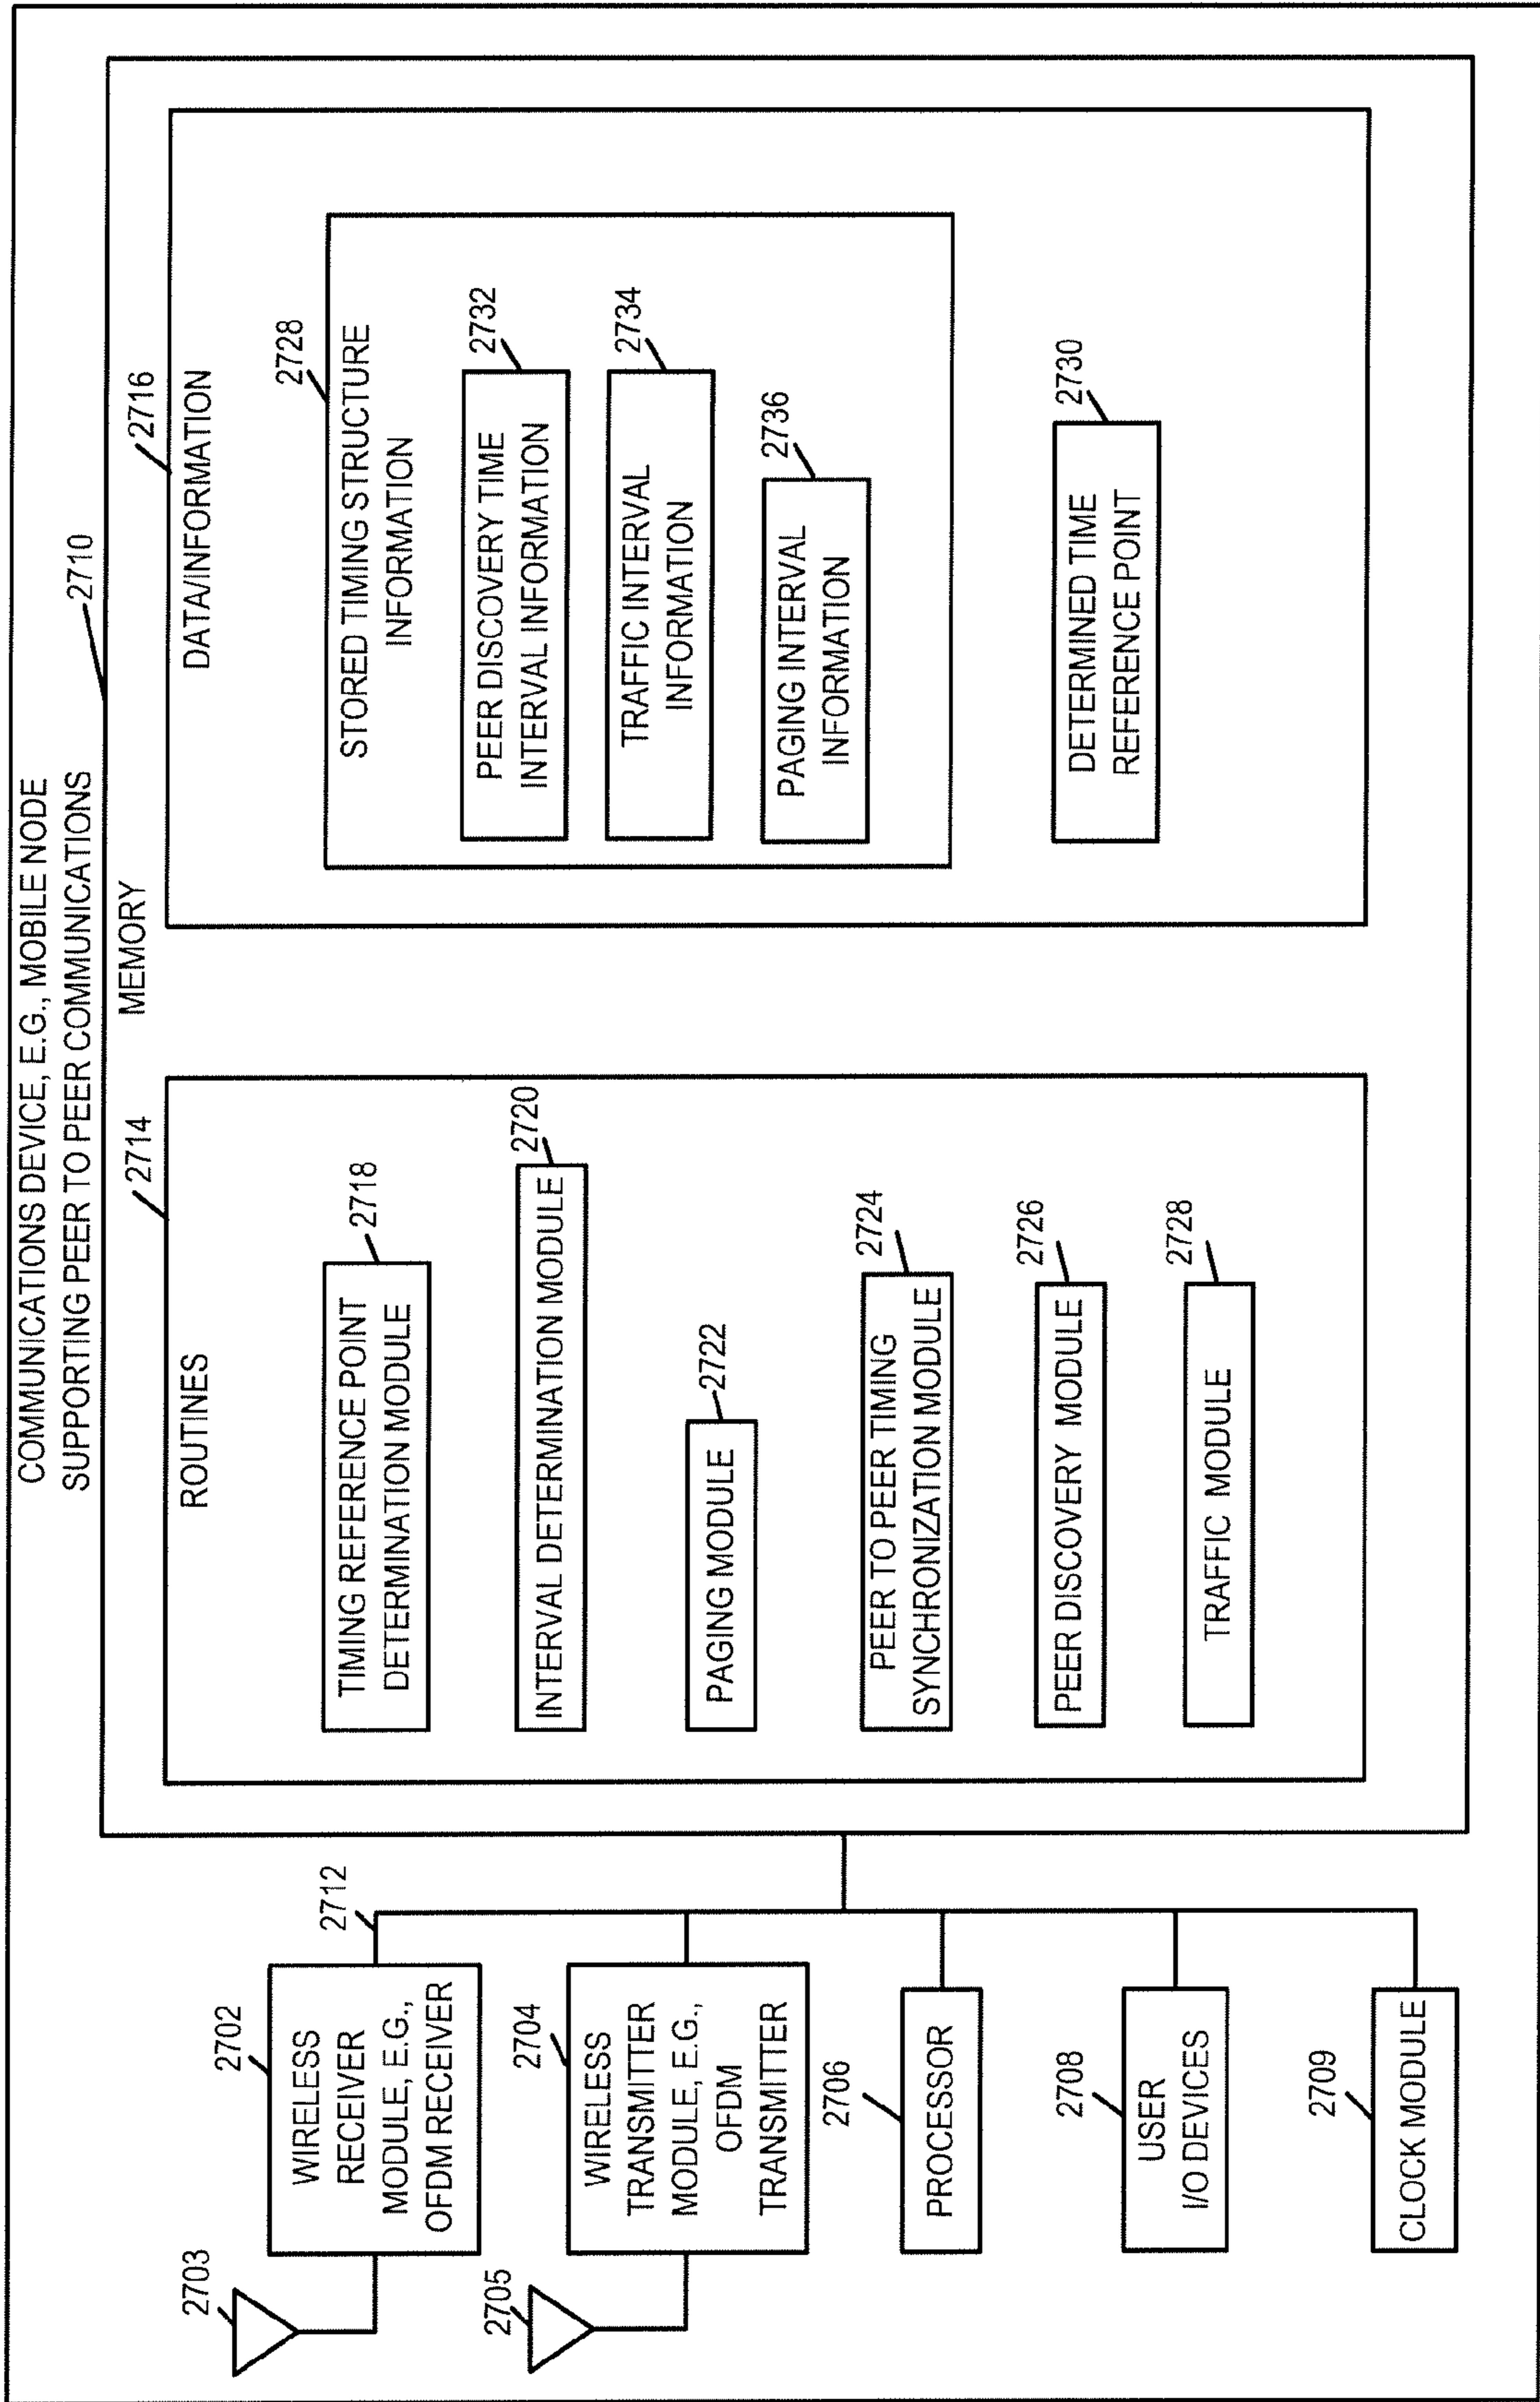 COMMUNICATIONS DEVICE, E.G., MOBILE NODE
SUPPORTING PEER TO PEER COMMUNICATIONS
2710
2703
2702
WIRELESS
RECEIVER
MODULE, E.G.,
OFDM RECEIVER
2712
2705
2704
WIRELESS
TRANSMITTER
MODULE, E.G.,
OFDM
TRANSMITTER
2706
PROCESSOR
2708
USER
I/O DEVICES
2709
CLOCK MODULE
MEMORY
2714
ROUTINES
2718
TIMING REFERENCE POINT
DETERMINATION MODULE
2720
INTERVAL DETERMINATION MODULE
2722
PAGING MODULE
2724
PEER TO PEER TIMING
SYNCHRONIZATION MODULE
2726
PEER DISCOVERY MODULE
2728
TRAFFIC MODULE
2716
DATA/INFORMATION
2728
STORED TIMING STRUCTURE
INFORMATION
2732
PEER DISCOVERY TIME
INTERVAL INFORMATION
2734
TRAFFIC INTERVAL
INFORMATION
2736
PAGING INTERVAL
INFORMATION
2730
DETERMINED TIME
REFERENCE POINT